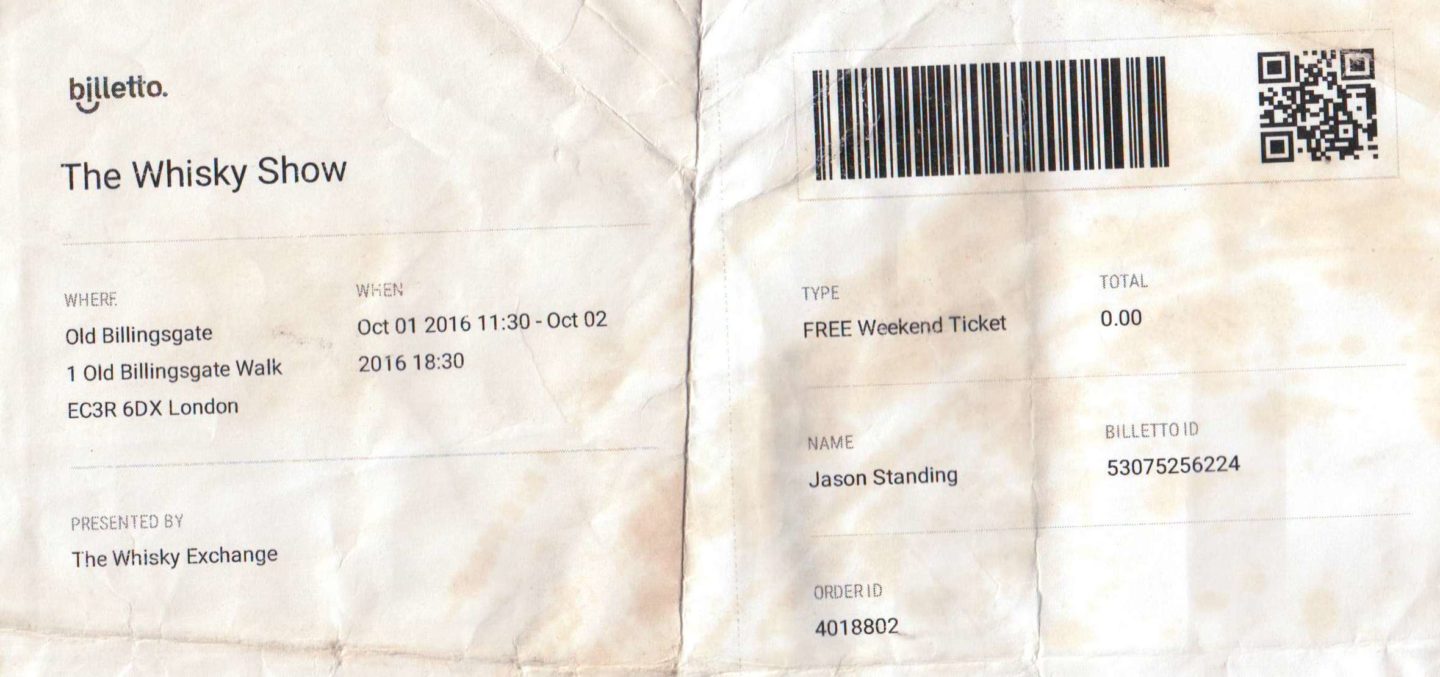 billetto.
The Whisky Show
WHERE
Old Billingsgate
1 Old Billingsgate Walk
EC3R 6DX London
WHEN
Oct 01 2016 11:30 - Oct 02
2016 18:30
PRESENTED BY
The Whisky Exchange
TYPE
FREE Weekend Ticket
TOTAL
0.00
NAME
Jason Standing
BILLETTO ID
53075256224
ORDER ID
4018802